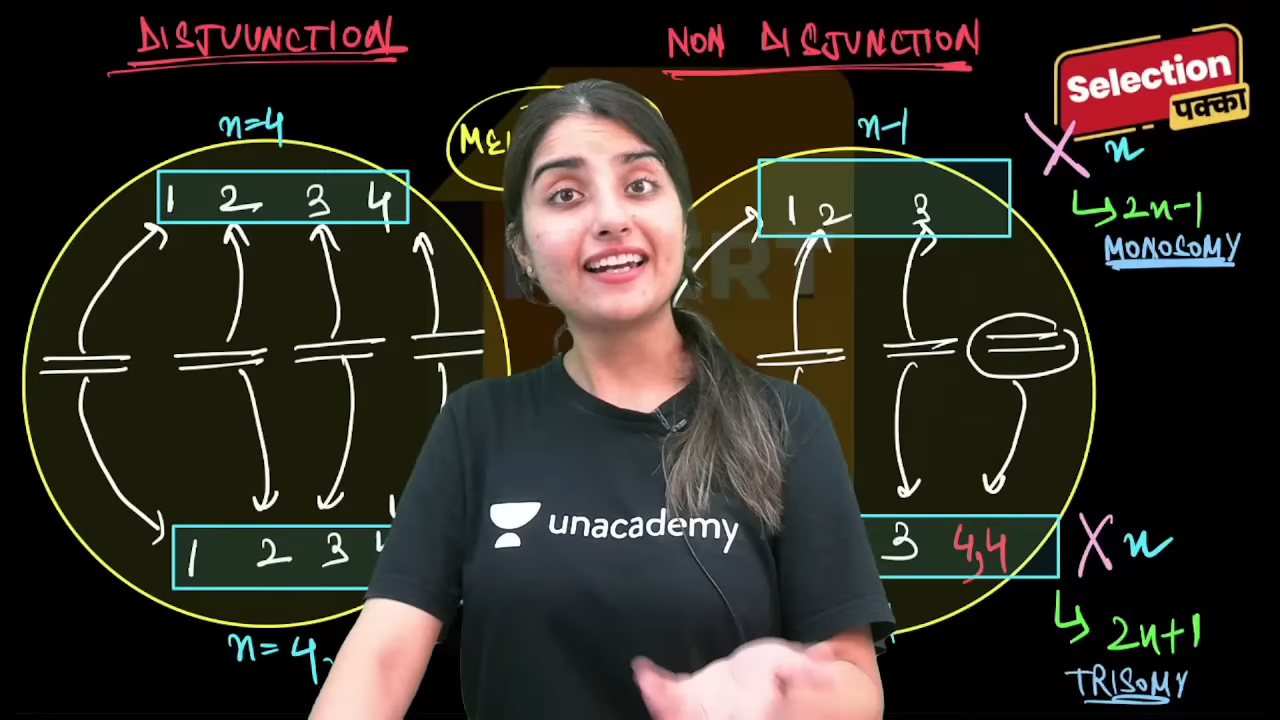 DISJUUNCTION
NON DISJUNCTION
Selection
पक्का
n=4
n-1
X n
1 2 3 4
1 2 3
↳2n-1
MONOSOMY
unacademy
1 2 3
3 4,4
X n
n=4
↳ 2n+1
TRISOMY